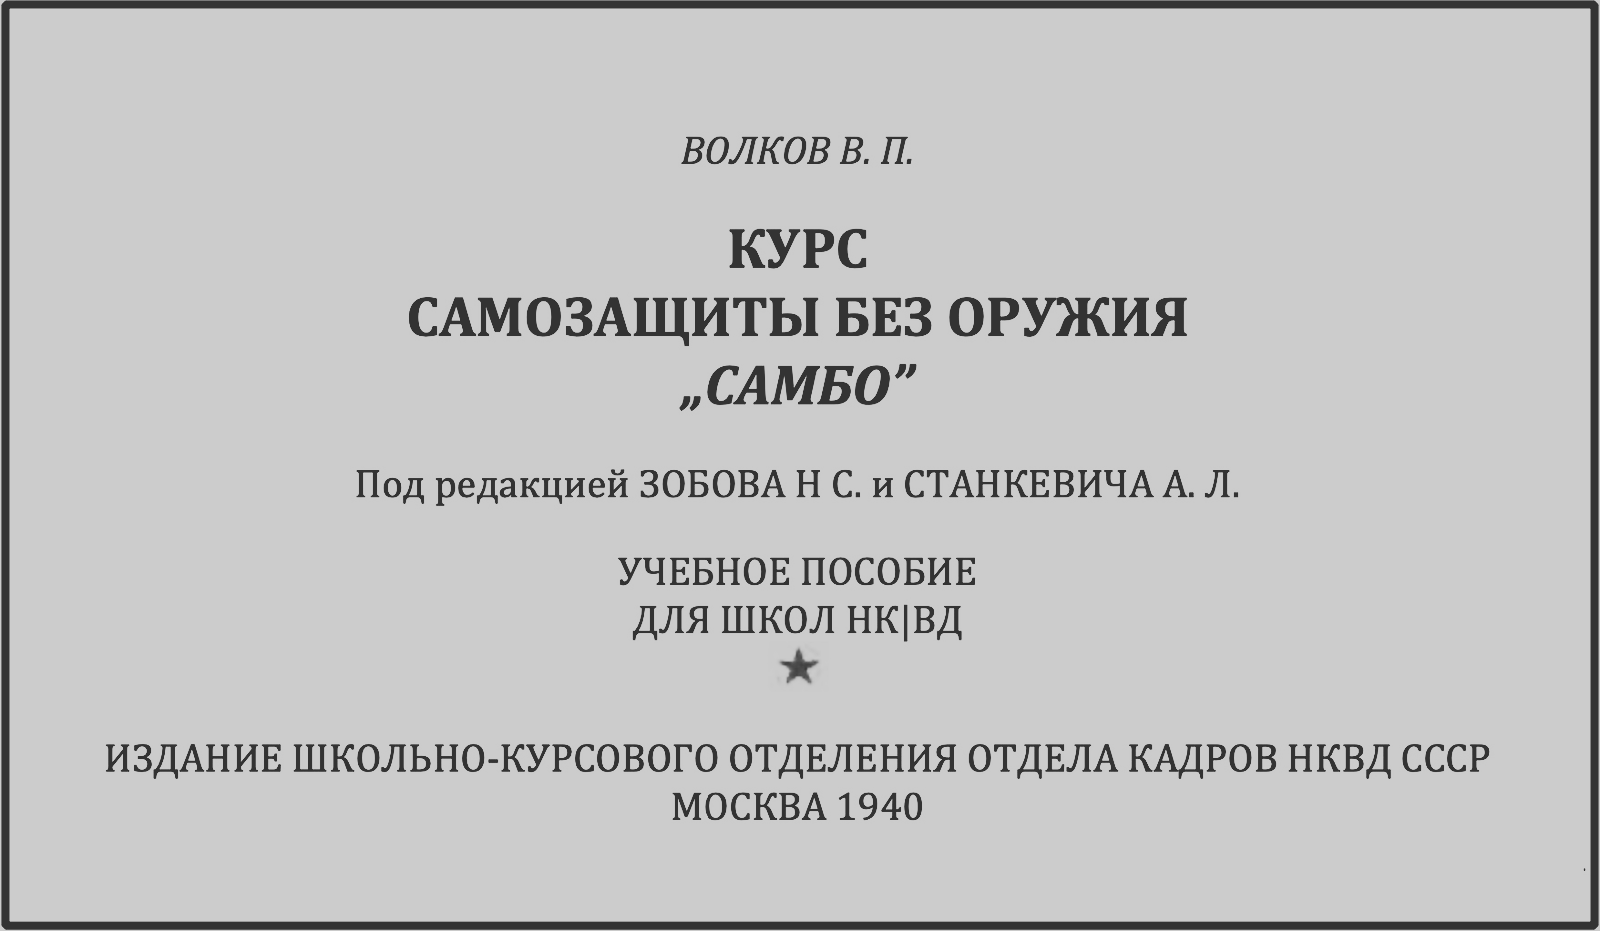 ВОЛКОВ В. П.
КУРС
САМОЗАЩИТЫ БЕЗ ОРУЖИЯ
„САМБО”
Под редакцией ЗОБОВА Н С. и СТАНКЕВИЧА А. Л.
УЧЕБНОЕ ПОСОБИЕ
ДЛЯ ШКОЛ НК|ВД
ИЗДАНИЕ ШКОЛЬНО-КУРСОВОГО ОТДЕЛЕНИЯ ОТДЕЛА КАДРОВ НКВД СССР
МОСКВА 1940